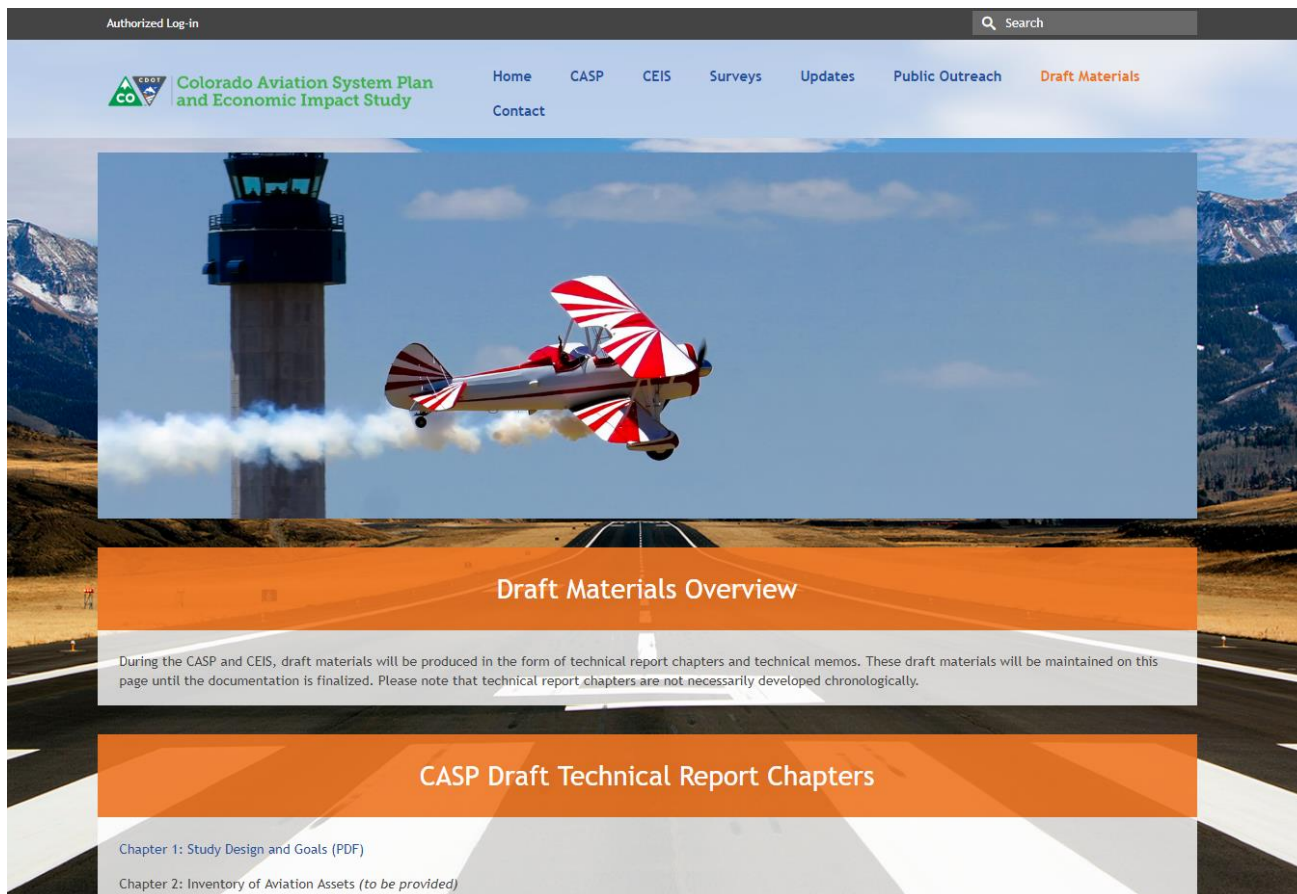 Authorized Log-in
Search
CDOT
CO
Colorado Aviation System Plan
and Economic Impact Study
Home CASP CEIS Surveys Updates Public Outreach Draft Materials
Contact
Draft Materials Overview
During the CASP and CEIS, draft materials will be produced in the form of technical report chapters and technical memos. These draft materials will be maintained on this
page until the documentation is finalized. Please note that technical report chapters are not necessarily developed chronologically.
CASP Draft Technical Report Chapters
Chapter 1: Study Design and Goals (PDF)
Chapter 2: Inventory of Aviation Assets (to be provided)